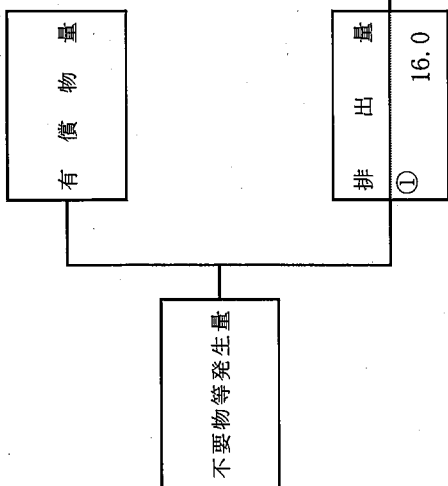 不要物等発生量
有償物量
排出量
①
16.0